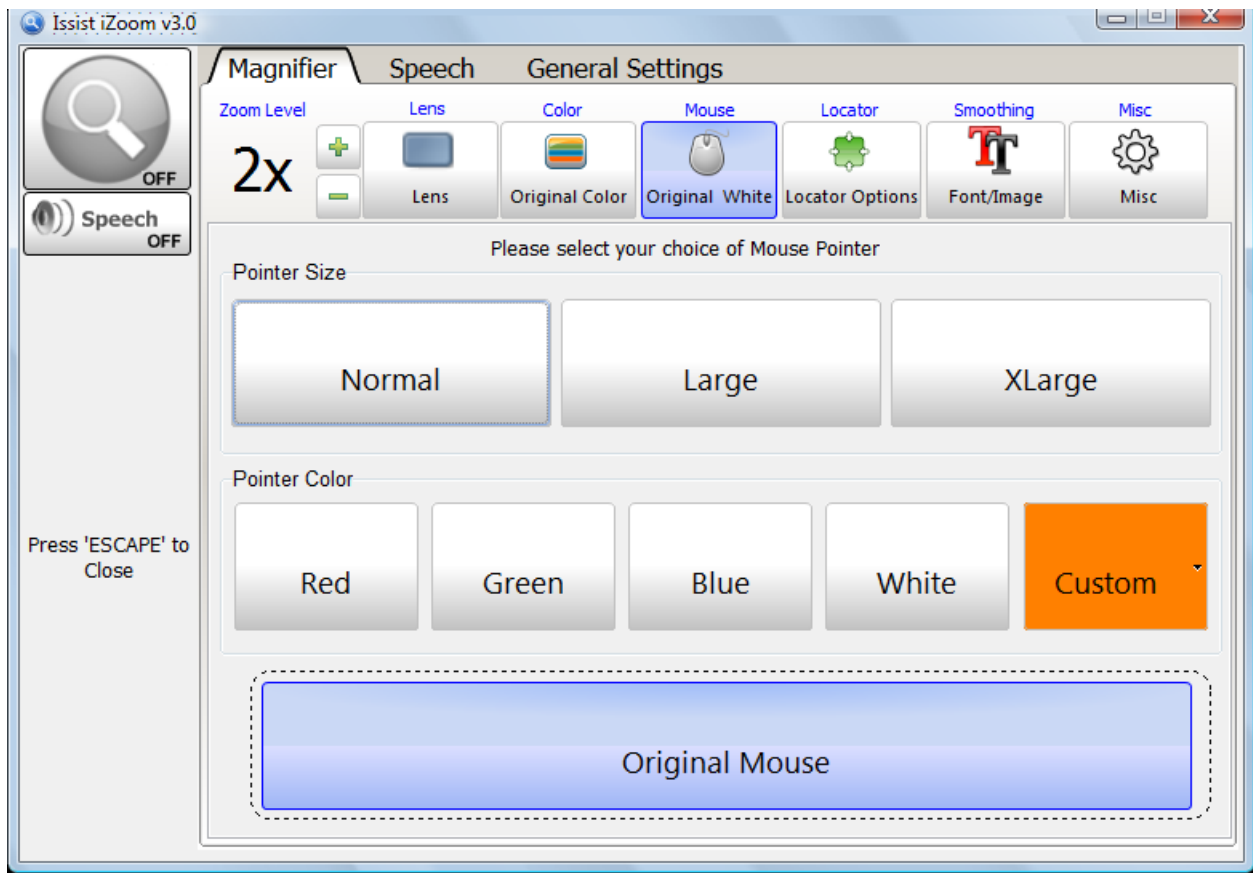 Issist iZoom v3.0
OFF
Speech
OFF
Press 'ESCAPE' to
Close
Magnifier Speech General Settings
Zoom Level Lens Color Mouse Locator Smoothing Misc
2x Lens Original Color Original White Locator Options Font/Image Misc
Please select your choice of Mouse Pointer
Pointer Size
Normal Large XLarge
Pointer Color
Red Green Blue White Custom
Original Mouse